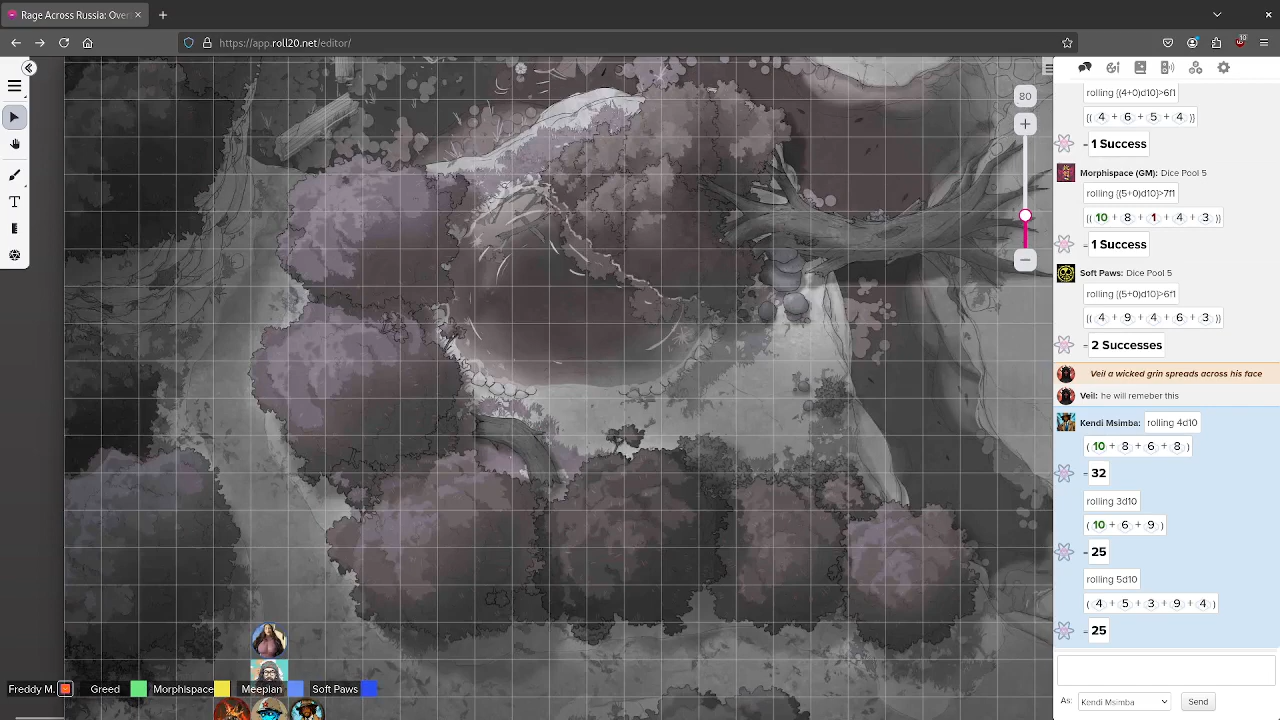 Rage Across Russia: Over
https://app.roll20.net/editor/
10
80
rolling ((4+0)d10)>6f1
(( 4 + 6 + 5 + 4 ))
= 1 Success
Morphispace (GM): Dice Pool 5
rolling ((5+0)d10)>7f1
(( 10 + 8 + 1 + 4 + 3 ))
= 1 Success
Soft Paws: Dice Pool 5
rolling ((5+0)d10)>6f1
(( 4 + 9 + 4 + 6 + 3 ))
= 2 Successes
Veil a wicked grin spreads across his face
Veil: he will remeber this
Kendi Msimba: rolling 4d10
( 10 + 8 + 6 + 8 )
= 32
rolling 3d10
( 10 + 6 + 9 )
= 25
rolling 5d10
( 4 + 5 + 3 + 9 + 4 )
= 25
Freddy M. Greed Morphispace Meepian Soft Paws
As: Kendi Msimba Send